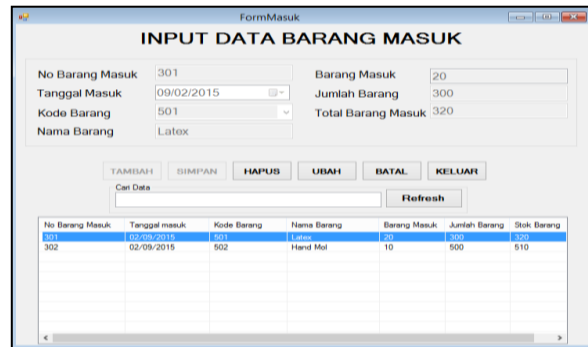 FormMasuk
INPUT DATA BARANG MASUK
No Barang Masuk 301 Barang Masuk 20
Tanggal Masuk 09/02/2015 Jumlah Barang 300
Kode Barang 501 Total Barang Masuk 320
Nama Barang Latex
TAMBAH SIMPAN HAPUS UBAH BATAL KELUAR
Cari Data
Refresh
No Barang Masuk Tanggal masuk Kode Barang Nama Barang Barang Masuk Jumlah Barang Stok Barang
301 02/09/2015 501 Latex 20 300 320
302 02/09/2015 502 Hand Mol 10 500 510